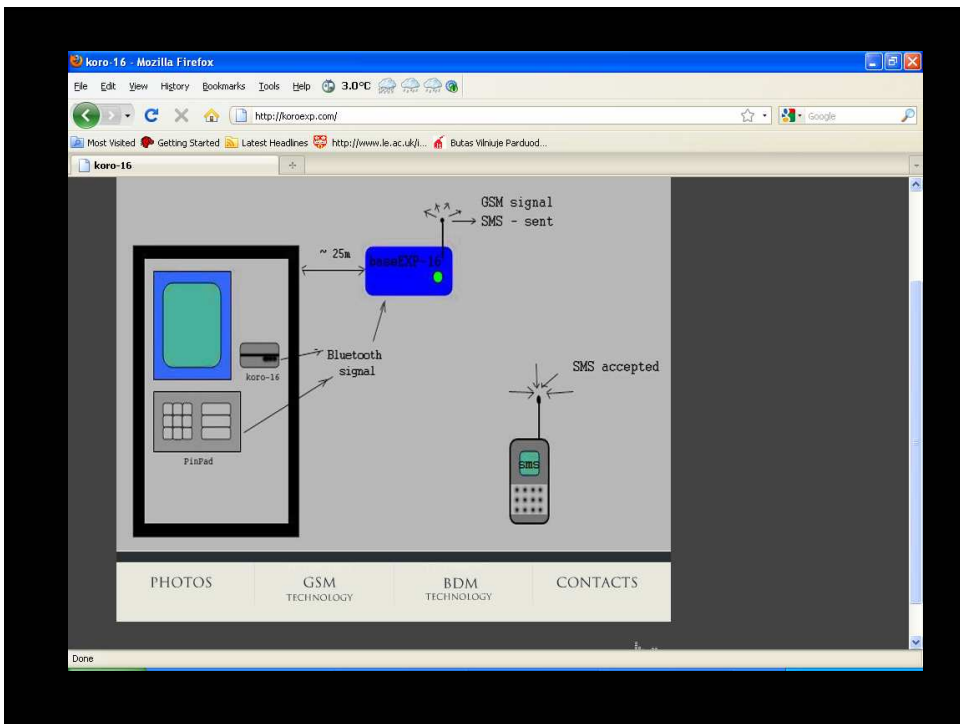 koro-16 - Mozilla Firefox
File Edit View History Bookmarks Tools Help 3.0°C
http://koroexp.com/
Google
Most Visited Getting Started Latest Headlines http://www.le.ac.uk/i... Butas Vilniuje Parduod...
koro-16
GSM signal
SMS - sent
~ 25m
baseEXP-16
Bluetooth
signal
koro-16
SMS accepted
sms
PinPad
PHOTOS
GSM
TECHNOLOGY
BDM
TECHNOLOGY
CONTACTS
Done